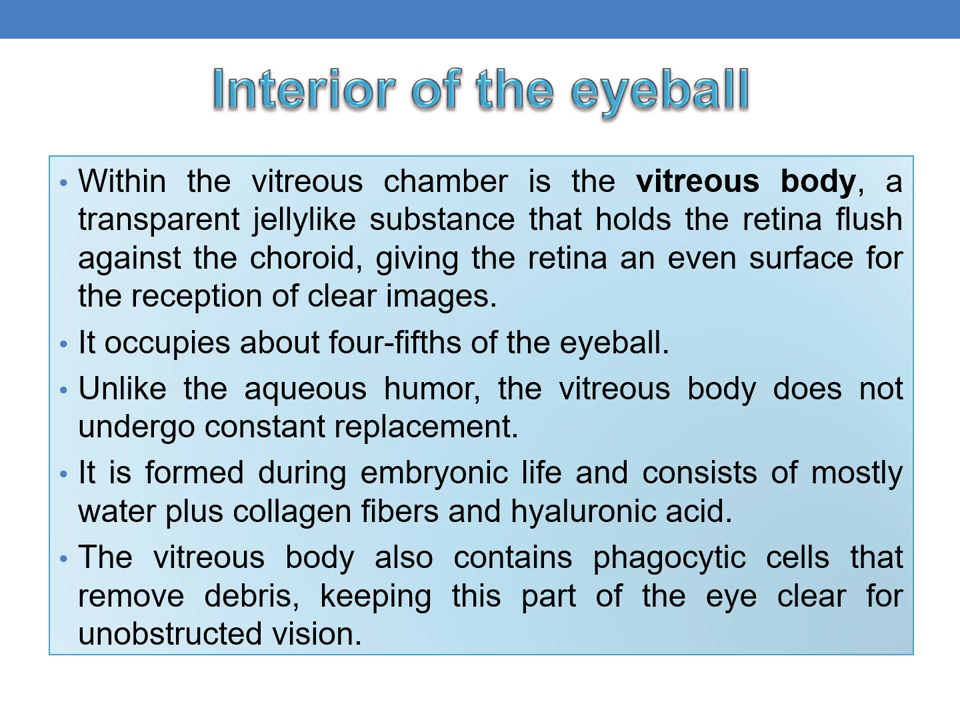 Interior of the eyeball
• Within the vitreous chamber is the vitreous body, a
transparent jellylike substance that holds the retina flush
against the choroid, giving the retina an even surface for
the reception of clear images.
• It occupies about four-fifths of the eyeball.
• Unlike the aqueous humor, the vitreous body does not
undergo constant replacement.
• It is formed during embryonic life and consists of mostly
water plus collagen fibers and hyaluronic acid.
• The vitreous body also contains phagocytic cells that
remove debris, keeping this part of the eye clear for
unobstructed vision.